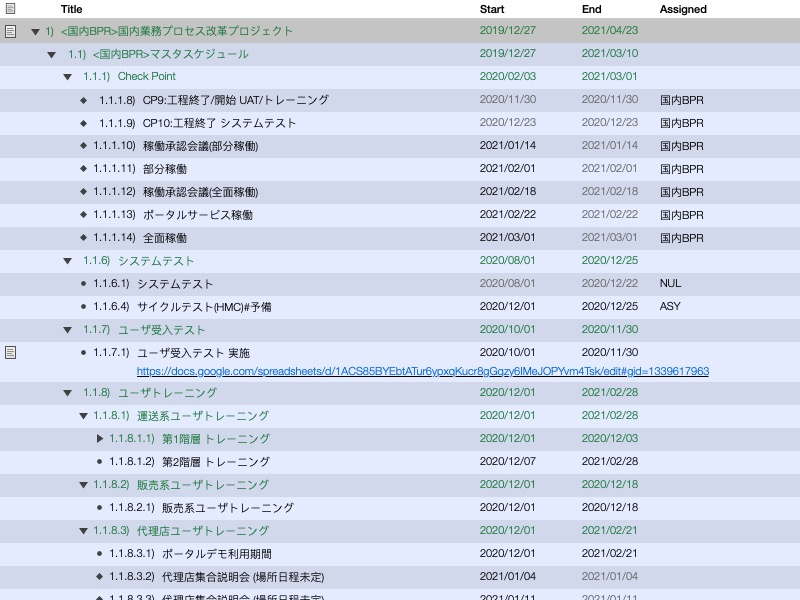 Title Start End Assigned
1) <国内BPR>国内業務プロセス改革プロジェクト 2019/12/27 2021/04/23
1.1) <国内BPR>マスタスケジュール 2019/12/27 2021/03/10
1.1.1) Check Point 2020/02/03 2021/03/01
1.1.1.8) CP9:工程終了/開始 UAT/トレーニング 2020/11/30 2020/11/30 国内BPR
1.1.1.9) CP10:工程終了 システムテスト 2020/12/23 2020/12/23 国内BPR
1.1.1.10) 稼働承認会議(部分稼働) 2021/01/14 2021/01/14 国内BPR
1.1.1.11) 部分稼働 2021/02/01 2021/02/01 国内BPR
1.1.1.12) 稼働承認会議(全面稼働) 2021/02/18 2021/02/18 国内BPR
1.1.1.13) ポータルサービス稼働 2021/02/22 2021/02/22 国内BPR
1.1.1.14) 全面稼働 2021/03/01 2021/03/01 国内BPR
1.1.6) システムテスト 2020/08/01 2020/12/25
1.1.6.1) システムテスト 2020/08/01 2020/12/22 NUL
1.1.6.4) サイクルテスト(HMC)#予備 2020/12/01 2020/12/25 ASY
1.1.7) ユーザ受入テスト 2020/10/01 2020/11/30
1.1.7.1) ユーザ受入テスト 実施 2020/10/01 2020/11/30
https://docs.google.com/spreadsheets/d/1ACS85BYEbtATur6ypxqKucr8gGqzy6IMeJOPYvm4Tsk/edit#gid=1339617963
1.1.8) ユーザトレーニング 2020/12/01 2021/02/28
1.1.8.1) 運送系ユーザトレーニング 2020/12/01 2021/02/28
1.1.8.1.1) 第1階層 トレーニング 2020/12/01 2020/12/03
1.1.8.1.2) 第2階層 トレーニング 2020/12/07 2021/02/28
1.1.8.2) 販売系ユーザトレーニング 2020/12/01 2020/12/18
1.1.8.2.1) 販売系ユーザトレーニング 2020/12/01 2020/12/18
1.1.8.3) 代理店ユーザトレーニング 2020/12/01 2021/02/21
1.1.8.3.1) ポータルデモ利用期間 2020/12/01 2021/02/21
1.1.8.3.2) 代理店集合説明会 (場所日程未定) 2021/01/04 2021/01/04
1.1.8.3.3) 代理店集合説明会 (場所日程未定) 2021/01/11 2021/01/11